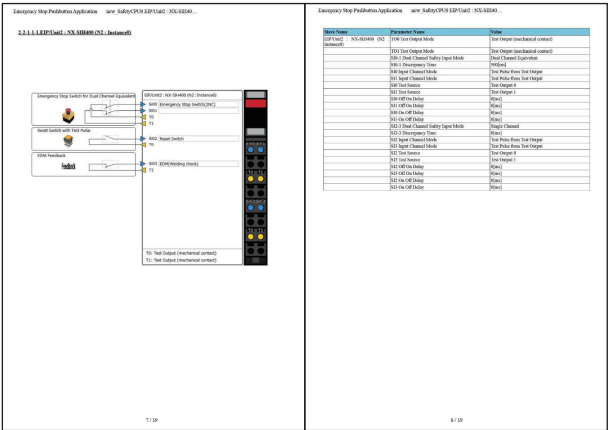 Emergency Stop Pushbutton Application new_SafetyCPU0 EIP/Unit2 : NX-SIH40...
2-2-1-1-1.EIP/Unit2 : NX-SIH400 (N2 : Instance0)
Emergency Stop Switch for Dual Channel Equivalent
EIP/Unit2 : NX-SIH400 (N2 : Instance0)
Si00 Emergency Stop Switch(2NC)
Si01
T0
T1
Reset Switch with Test Pulse
Si02 Reset Switch
T0
EDM Feedback
Si03 EDM(Welding check)
T1
T0: Test Output (mechanical contact)
T1: Test Output (mechanical contact)
7 / 19
Emergency Stop Pushbutton Application new_SafetyCPU0 EIP/Unit2 : NX-SIH40...
Slave Name Parameter Name Value
EIP/Unit2 : NX-SIH400 (N2 : Instance0) TO0 Test Output Mode Test Output (mechanical contact)
TO1 Test Output Mode Test Output (mechanical contact)
SI0-1 Dual Channel Safety Input Mode Dual Channel Equivalent
SI0-1 Discrepancy Time 500[ms]
SI0 Input Channel Mode Test Pulse from Test Output
SI1 Input Channel Mode Test Pulse from Test Output
SI0 Test Source Test Output 0
SI1 Test Source Test Output 1
SI0 Off On Delay 0[ms]
SI1 Off On Delay 0[ms]
SI0 On Off Delay 0[ms]
SI1 On Off Delay 0[ms]
SI2-3 Dual Channel Safety Input Mode Single Channel
SI2-3 Discrepancy Time 0[ms]
SI2 Input Channel Mode Test Pulse from Test Output
SI3 Input Channel Mode Test Pulse from Test Output
SI2 Test Source Test Output 0
SI3 Test Source Test Output 1
SI2 Off On Delay 0[ms]
SI3 Off On Delay 0[ms]
SI2 On Off Delay 0[ms]
SI3 On Off Delay 0[ms]
8 / 19